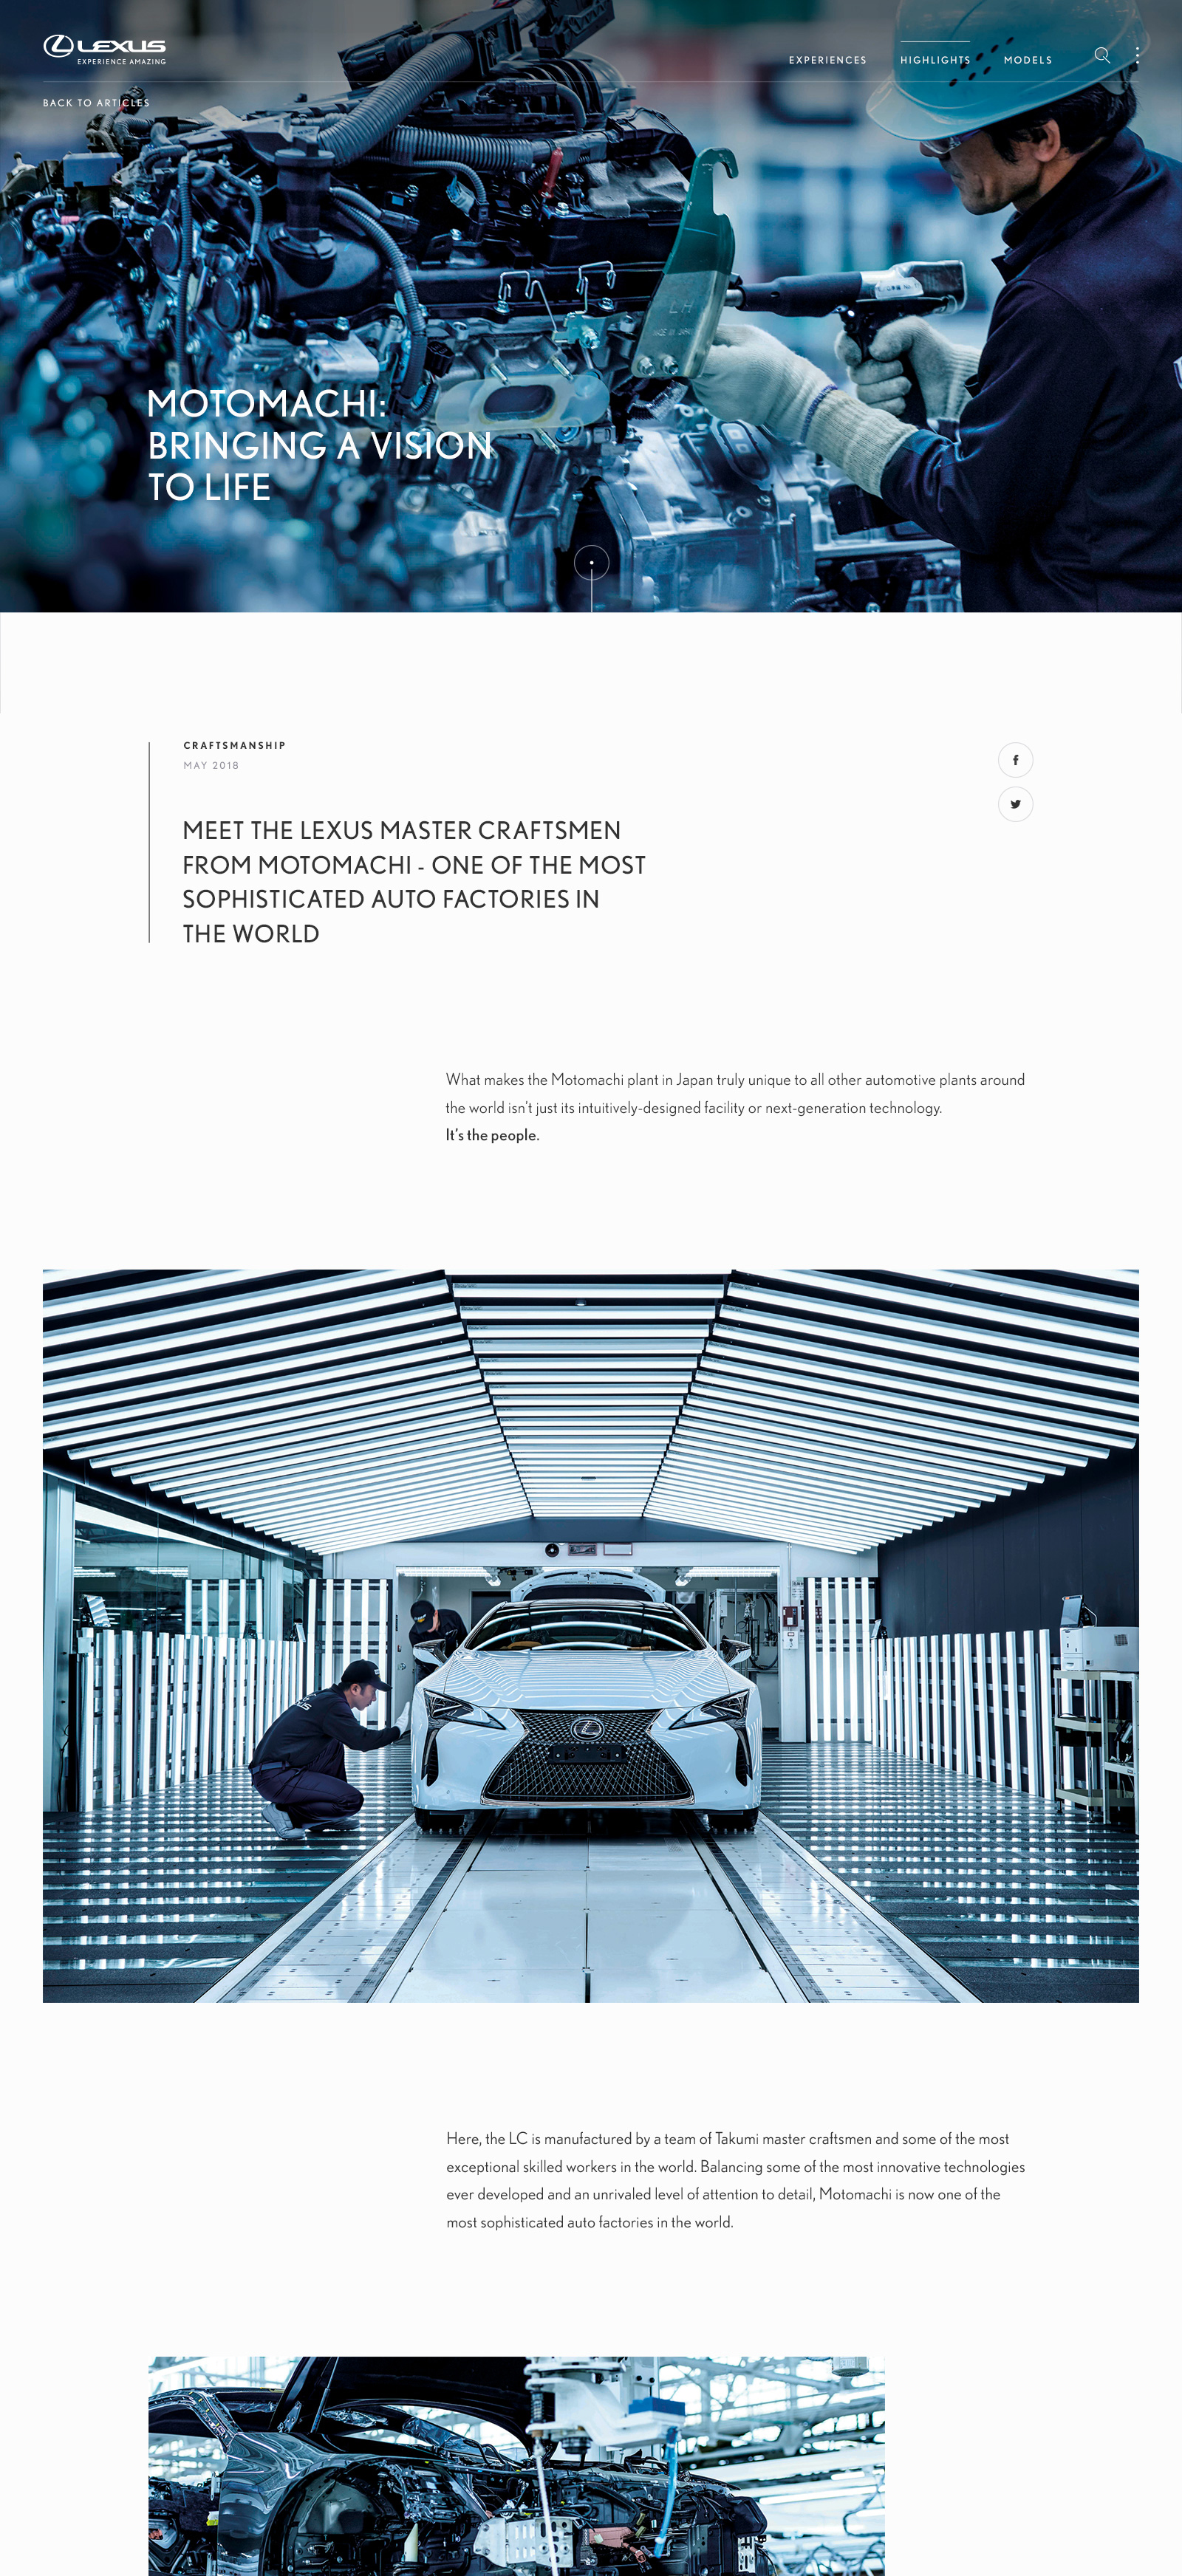 LEXUS
EXPERIENCE AMAZING
EXPERIENCES
HIGHLIGHTS
MODELS
BACK TO ARTICLES
LH
MOTOMACHI:
BRINGING A VISION
TO LIFE
CRAFTSMANSHIP
MAY 2018
MEET THE LEXUS MASTER CRAFTSMEN
FROM MOTOMACHI - ONE OF THE MOST
SOPHISTICATED AUTO FACTORIES IN
THE WORLD
What makes the Motomachi plant in Japan truly unique to all other automotive plants around
the world isn’t just its intuitively-designed facility or next-generation technology.
It’s the people.
Here, the LC is manufactured by a team of Takumi master craftsmen and some of the most
exceptional skilled workers in the world. Balancing some of the most innovative technologies
ever developed and an unrivaled level of attention to detail, Motomachi is now one of the
most sophisticated auto factories in the world.